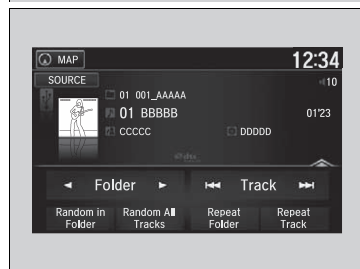 MAP
12:34
SOURCE
10
01 001_AAAAA
01 BBBBB
01'23
CCCCC
DDDDD
Folder
Track
Random in Folder
Random All Tracks
Repeat Folder
Repeat Track